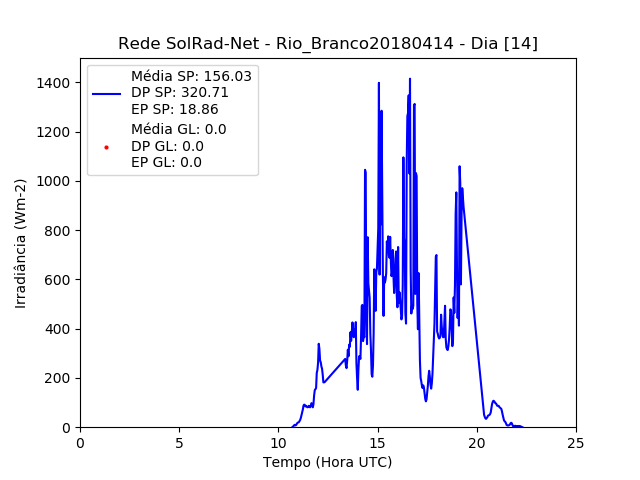 Rede SolRad-Net - Rio_Branco20180414 - Dia [14]
Média SP: 156.03
DP SP: 320.71
EP SP: 18.86
Média GL: 0.0
DP GL: 0.0
EP GL: 0.0
Irradiância (Wm-2)
1400
1200
1000
800
600
400
200
0
0 5 10 15 20 25
Tempo (Hora UTC)